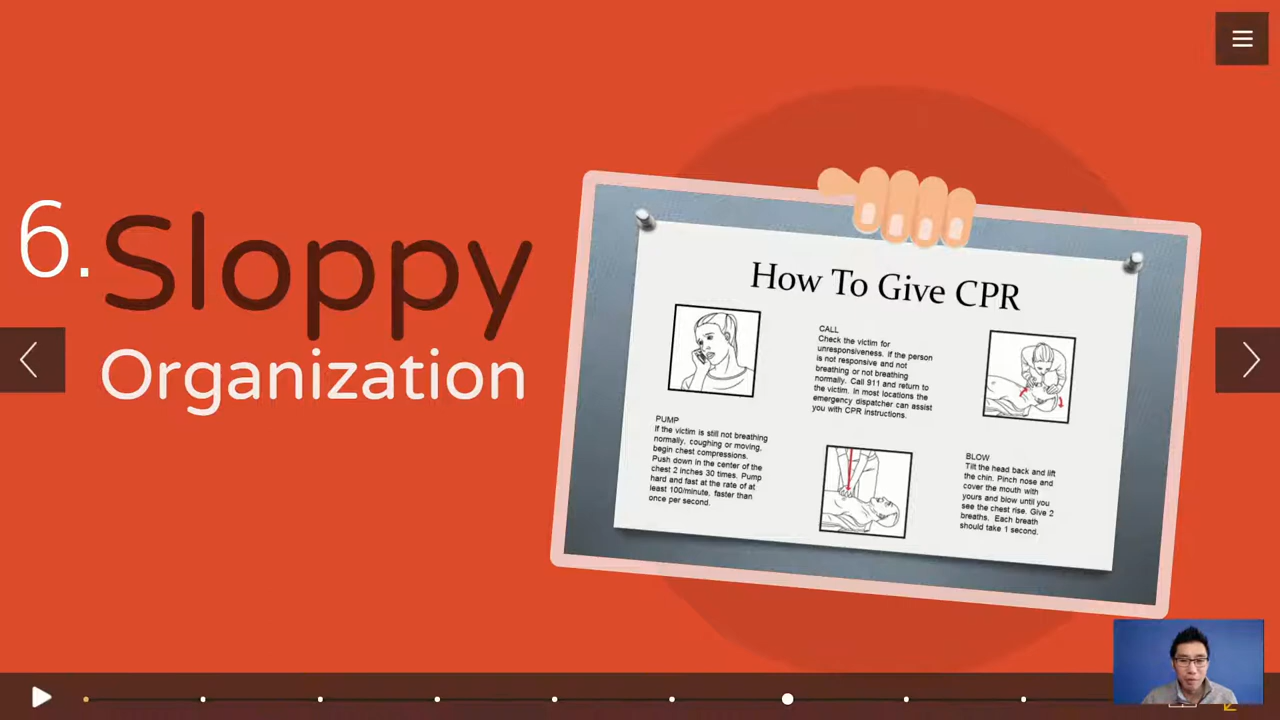 6. Sloppy
Organization
How To Give CPR
CALL
Check the victim for
unresponsiveness. If the person
is not responsive and not
breathing or not breathing
normally. Call 911 and return to
the victim. In most locations the
emergency dispatcher can assist
you with CPR instructions.
PUMP
If the victim is still not breathing
normally, coughing or moving,
begin chest compressions.
Push down in the center of the
chest 2 inches 30 times. Pump
hard and fast at the rate of at
least 100/minute, faster than
once per second.
BLOW
Tilt the head back and lift
the chin. Pinch nose and
cover the mouth with
yours and blow until you
see the chest rise. Give 2
breaths. Each breath
should take 1 second.